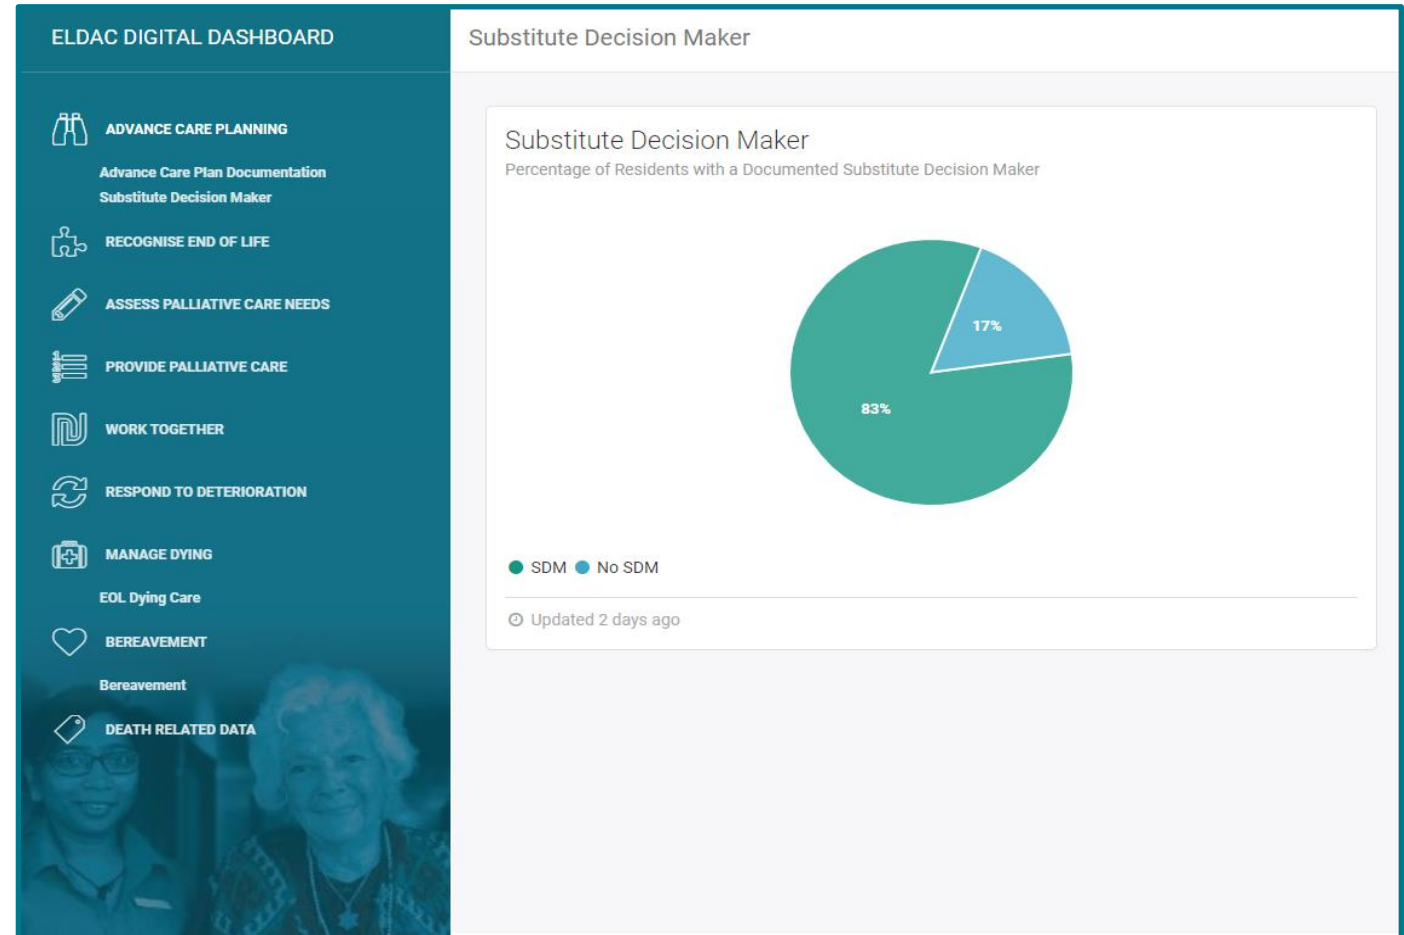 ELDAC DIGITAL DASHBOARD
Substitute Decision Maker
ADVANCE CARE PLANNING
Advance Care Plan Documentation
Substitute Decision Maker
RECOGNISE END OF LIFE
ASSESS PALLIATIVE CARE NEEDS
PROVIDE PALLIATIVE CARE
WORK TOGETHER
RESPOND TO DETERIORATION
MANAGE DYING
EOL Dying Care
BEREAVEMENT
Bereavement
DEATH RELATED DATA
Substitute Decision Maker
Percentage of Residents with a Documented Substitute Decision Maker
17%
83%
SDM No SDM
Updated 2 days ago